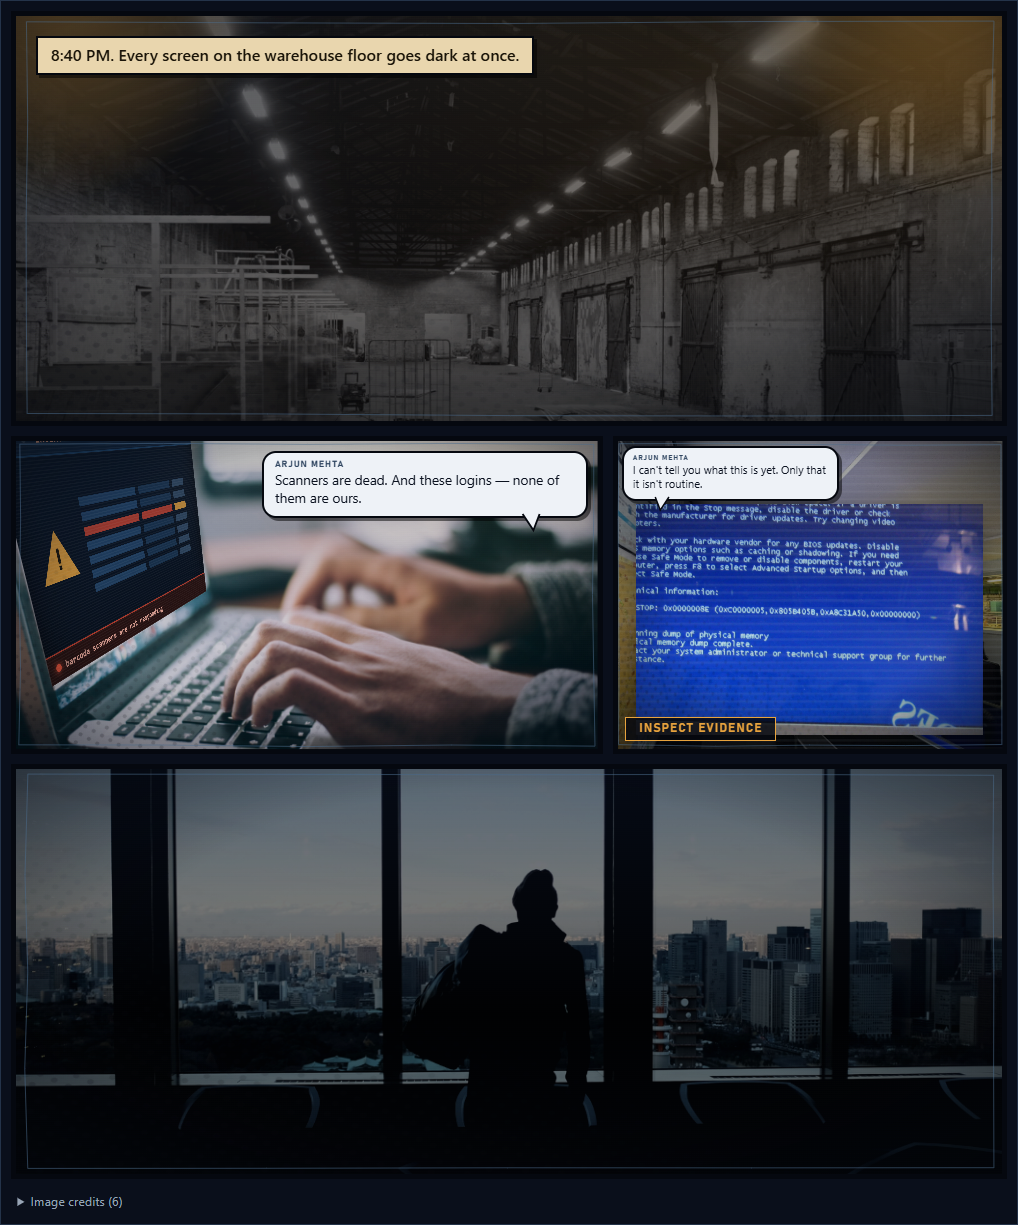 8:40 PM. Every screen on the warehouse floor goes dark at once.
ARJUN MEHTA
Scanners are dead. And these logins — none of
them are ours.
barcode scanners are not responding
ARJUN MEHTA
I can't tell you what this is yet. Only that
it isn't routine.
in the Stop message, disable the driver or check
the manufacturer for driver updates. Try changing video
with your hardware vendor for any BIOS updates. Disable
memory options such as caching or shadowing. If you need
Safe Mode to remove or disable components, restart your
press F8 to select Advanced Startup Options, and then
Safe Mode.
information:
STOP: 0x0000008E (0xC0000005,0x805B405B,0xA8C31A50,0x00000000)
dump of physical memory
memory dump complete.
your system administrator or technical support group for further
INSPECT EVIDENCE
Image credits (6)